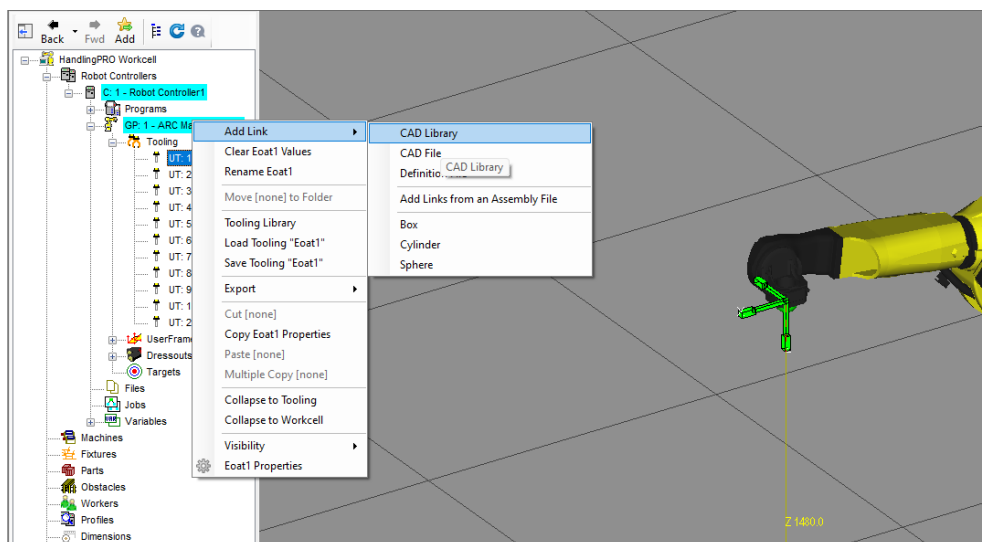 Back
Fwd
Add
HandlingPRO Workcell
Robot Controllers
C: 1 - Robot Controller1
Programs
GP: 1 - ARC Ma
Tooling
UT: 1
UT: 2
UT: 3
UT: 4
UT: 5
UT: 6
UT: 7
UT: 8
UT: 9
UT: 1
UT: 2
UserFram
Dressouts
Targets
Files
Jobs
Variables
Machines
Fixtures
Parts
Obstacles
Workers
Profiles
Dimensions
Add Link
Clear Eoat1 Values
Rename Eoat1
Move [none] to Folder
Tooling Library
Load Tooling "Eoat1"
Save Tooling "Eoat1"
Export
Cut [none]
Copy Eoat1 Properties
Paste [none]
Multiple Copy [none]
Collapse to Tooling
Collapse to Workcell
Visibility
Eoat1 Properties
CAD Library
CAD File
CAD Library
Add Links from an Assembly File
Box
Cylinder
Sphere
Z 1480.0